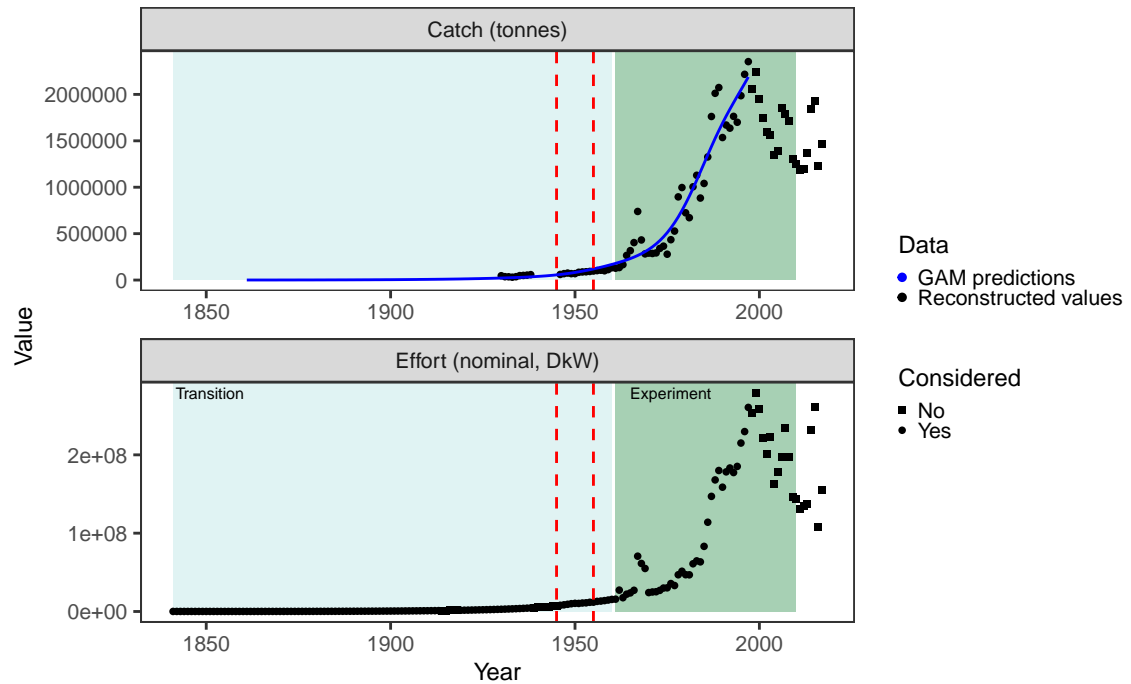 Catch (tonnes)
2000000
1500000
1000000
500000
0
1850
1900
1950
2000
Value
Effort (nominal, DkW)
Transition
Experiment
2e+08
1e+08
0e+00
1850
1900
1950
2000
Year
Data
GAM predictions
Reconstructed values
Considered
No
Yes